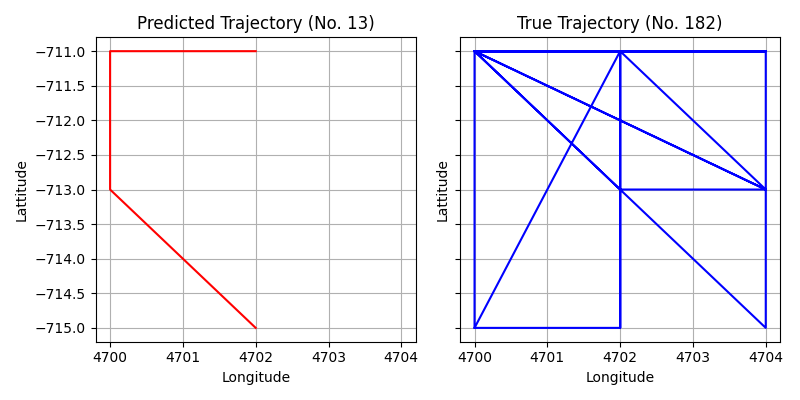 Predicted Trajectory (No. 13)
True Trajectory (No. 182)
−711.0
−711.5
−712.0
−712.5
−713.0
−713.5
−714.0
−714.5
−715.0
Lattitude
Lattitude
4700 4701 4702 4703 4704
4700 4701 4702 4703 4704
Longitude
Longitude